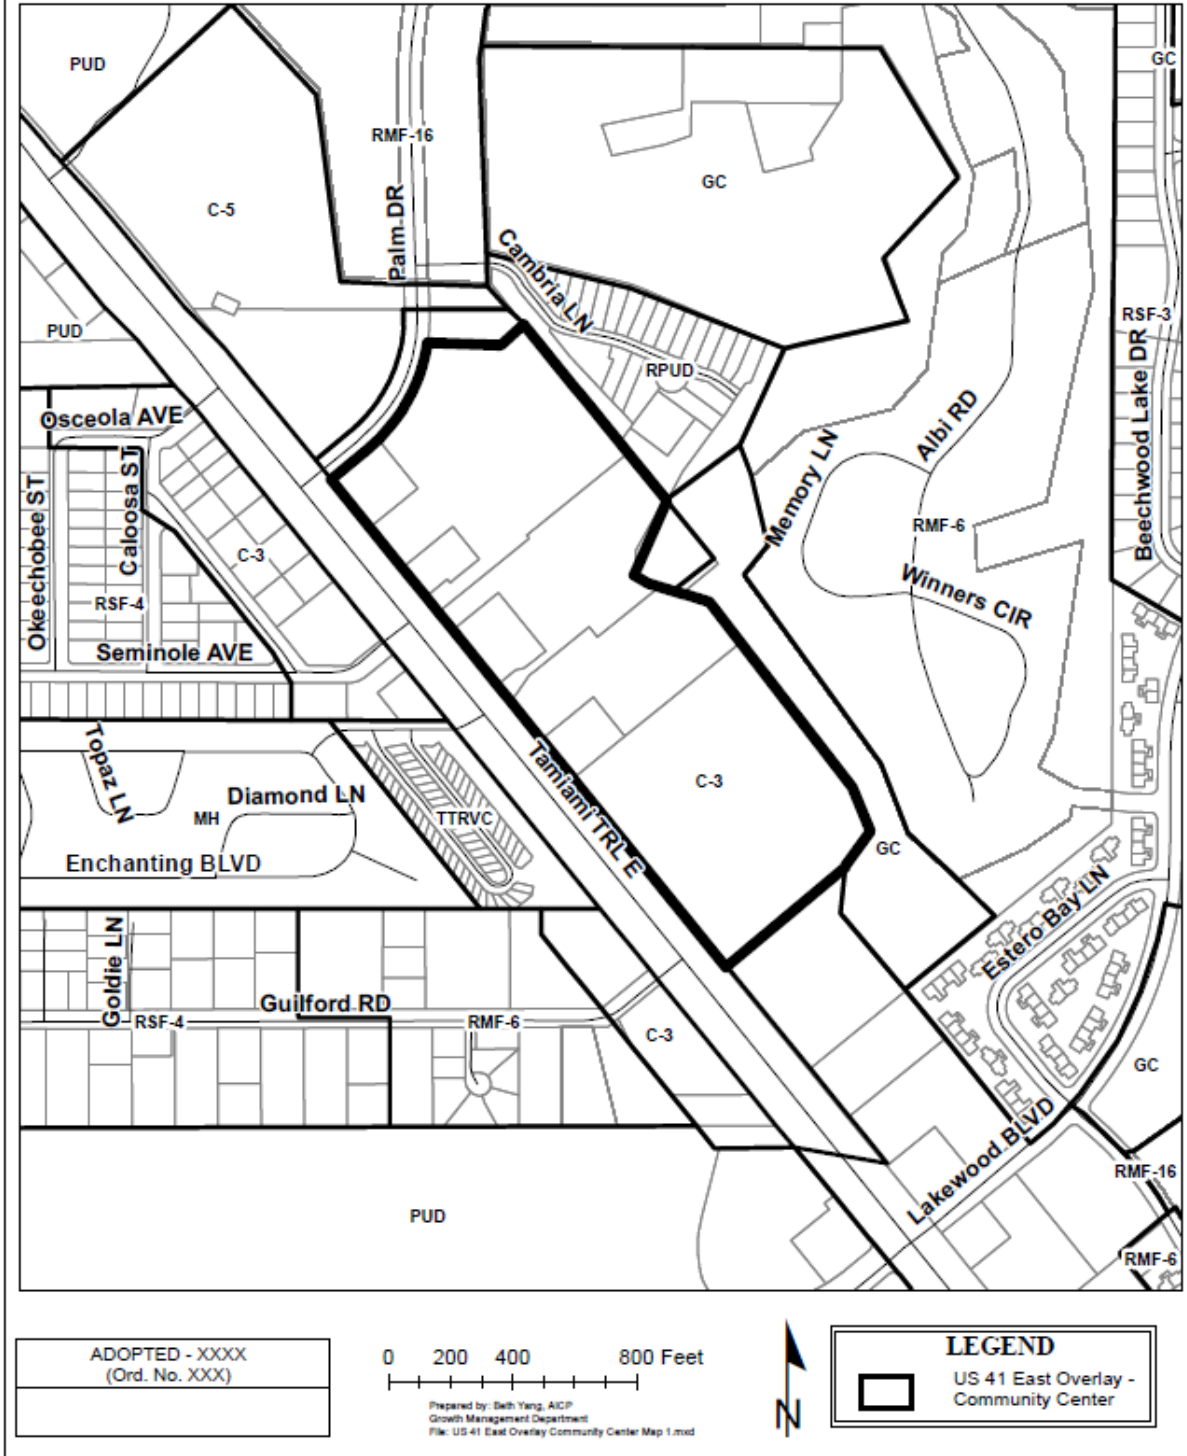 PUD
GC
RMF-16
GC
C-5
Palm DR
Cambria LN
RSF-3
PUD
RPUD
Beechwood Lake DR
Osceola AVE
Albi RD
Memory LN
Caloosa ST
Okeechobee ST
RMF-6
C-3
Winners CIR
RSF-4
Seminole AVE
Topaz LN
Diamond LN
Tamiami TRL E
C-3
MH
TTRVC
Enchanting BLVD
GC
Estero Bay LN
Goldie LN
Guilford RD
RSF-4
RMF-6
C-3
GC
Lakewood BLVD
RMF-16
PUD
RMF-6
ADOPTED - XXXX
(Ord. No. XXX)
0 200 400 800 Feet
Prepared by: Beth Yang, AICP
Growth Management Department
File: US 41 East Overlay Community Center Map 1.mxd
N
LEGEND
US 41 East Overlay -
Community Center